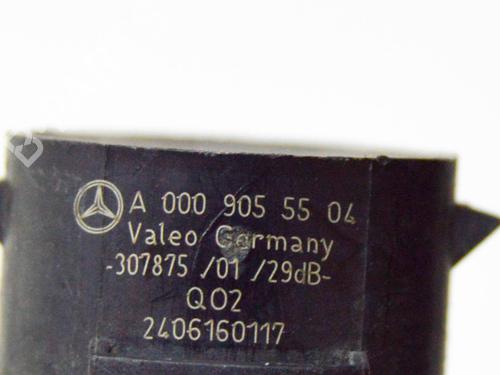 A 000 905 55 04
Valeo Germany
-307875 /01 /29dB-
Q02
2406160117